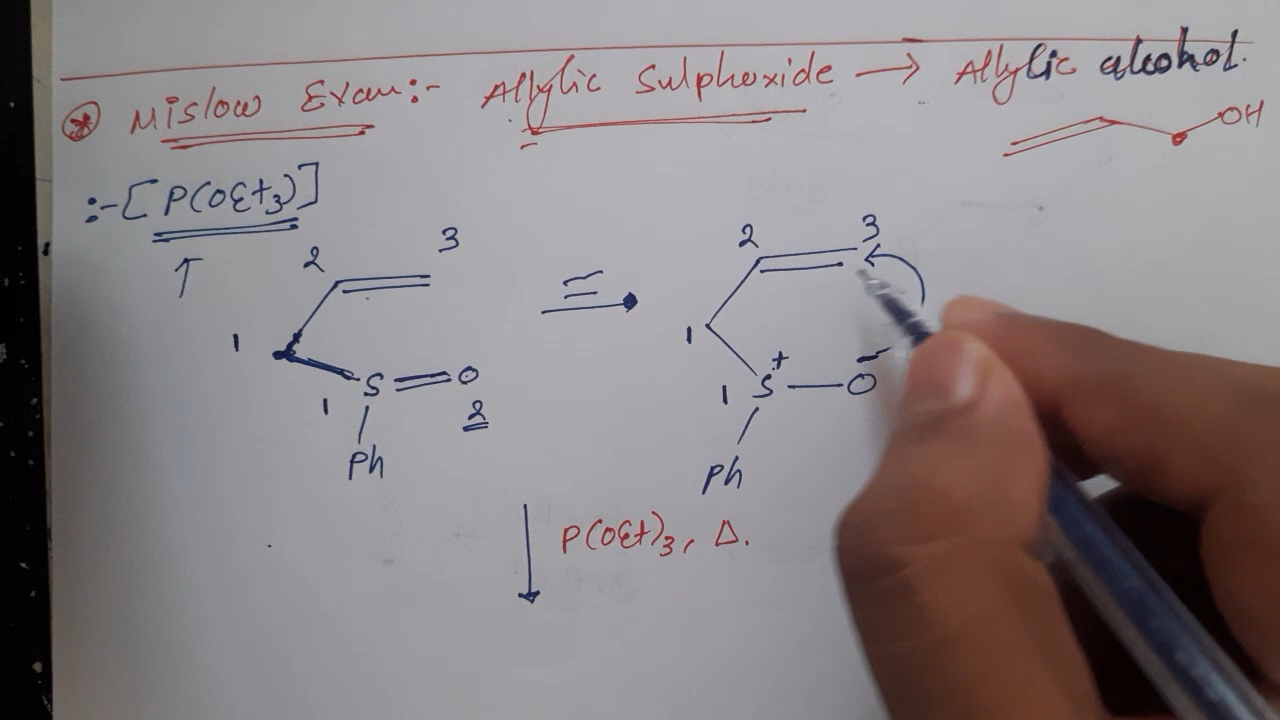 * Mislow Evan:- Allylic Sulphoxide → Allylic alcohol.
OH
:-[P(OEt3)]
↑
2 3
1
S = O
1 2
Ph
=
2 3
1
1 S+ — O-
Ph
P(OEt)3, Δ.